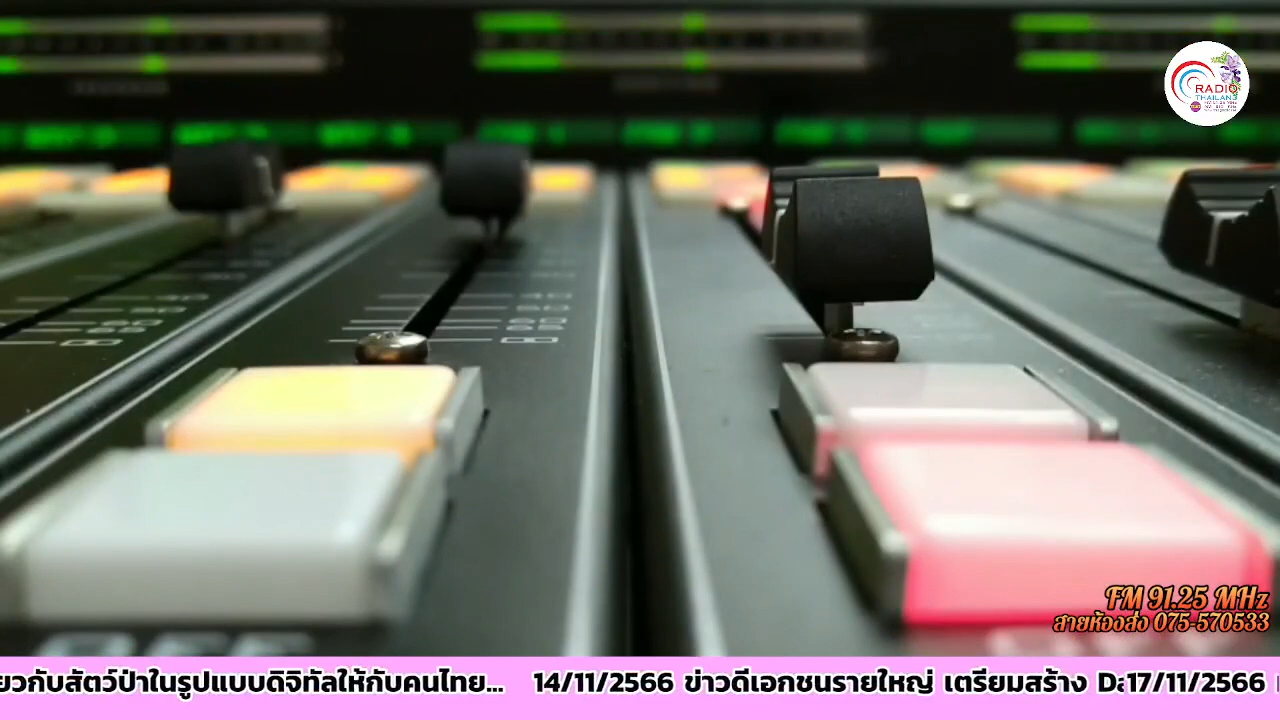 RADIO
THAILAND
FM 91.25 MHz
สายห้องส่ง 075-570533
ยวกับสัตว์ป่าในรูปแบบดิจิทัลให้กับคนไทย... 14/11/2566 ข่าวดีเอกชนรายใหญ่ เตรียมสร้าง Da 17/11/2566